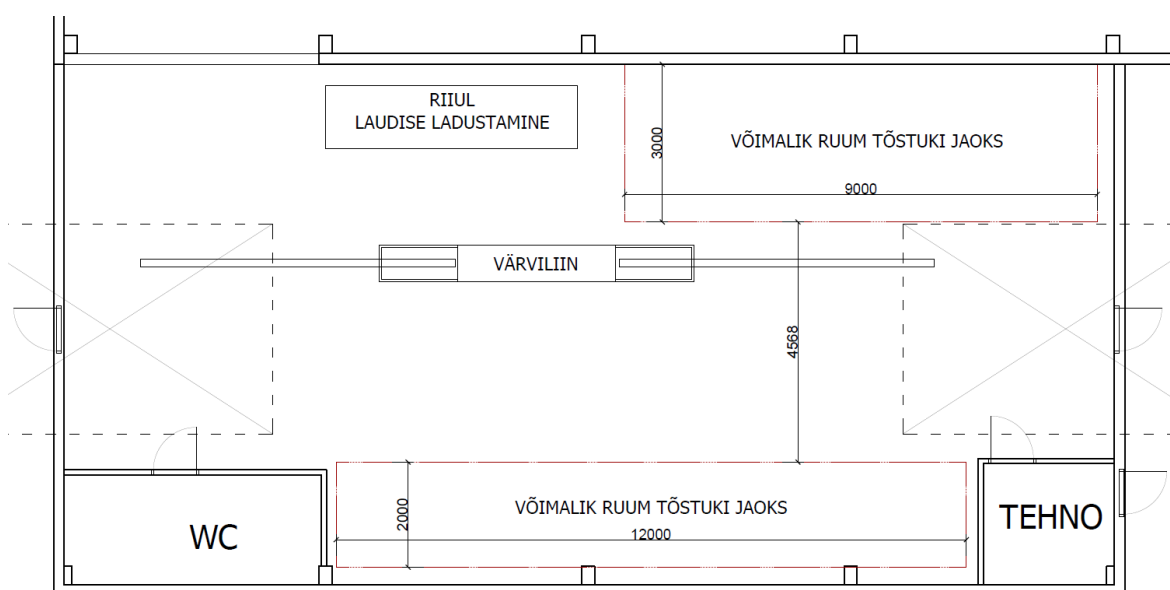 RIIUL
LAUDISE LADUSTAMINE
3000
VÕIMALIK RUUM TÕSTUKI JAOKS
9000
VÄRVILIIN
4568
WC
2000
VÕIMALIK RUUM TÕSTUKI JAOKS
12000
TEHNO